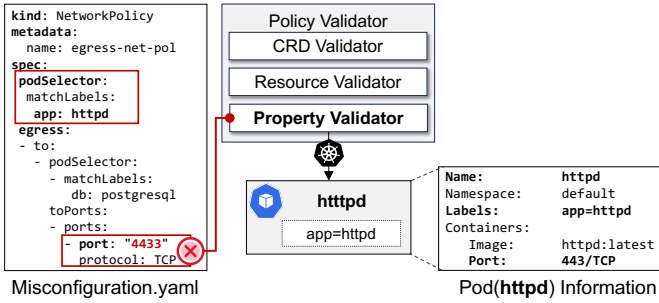 kind: NetworkPolicy
metadata:
name: egress-net-pol
spec:
podSelector:
matchLabels:
app: httpd
egress:
- to:
- podSelector:
- matchLabels:
db: postgresql
toPorts:
- ports:
- port: "4433"
protocol: TCP
Misconfiguration.yaml
Policy Validator
CRD Validator
Resource Validator
Property Validator
htttpd
app=httpd
Name: httpd
Namespace: default
Labels: app=httpd
Containers:
Image: httpd:latest
Port: 443/TCP
Pod(httpd) Information